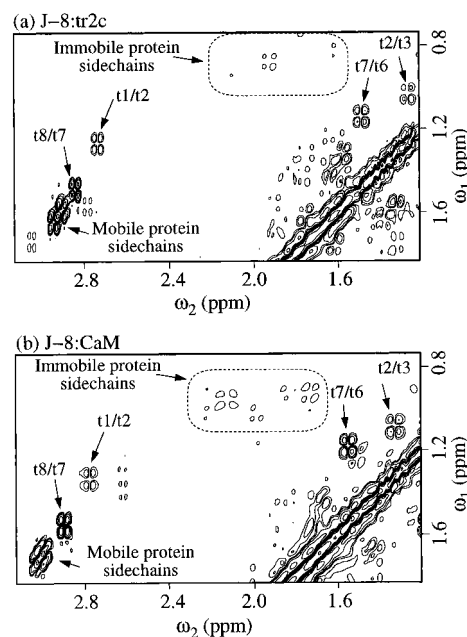 (a) J-8:tr2c
Immobile protein
sidechains
t2/t3
t7/t6
t1/t2
t8/t7
Mobile protein
sidechains
0.8
1.2
1.6
ω1 (ppm)
2.8
2.4
2.0
1.6
ω2 (ppm)
(b) J-8:CaM
Immobile protein
sidechains
t2/t3
t7/t6
t1/t2
t8/t7
Mobile protein
sidechains
0.8
1.2
1.6
ω1 (ppm)
2.8
2.4
2.0
1.6
ω2 (ppm)